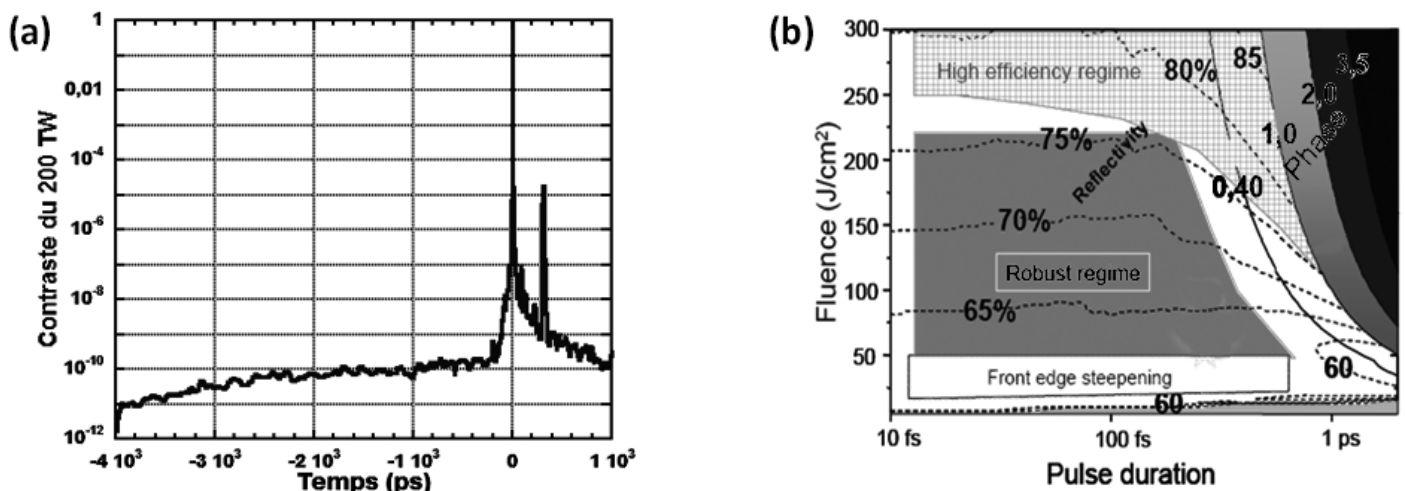 (a)
Contraste du 200 TW
1
0,01
10⁻⁴
10⁻⁶
10⁻⁸
10⁻¹⁰
10⁻¹²
-4 10³
-3 10³
-2 10³
-1 10³
0
1 10³
Temps (ps)
(b)
Fluence (J/cm²)
300
250
200
150
100
50
High efficiency regime
80%
85
3,5
2,0
1,0
Phase
75%
Reflectivity
0,40
70%
Robust regime
65%
Front edge steepening
60
60
10 fs
100 fs
1 ps
Pulse duration